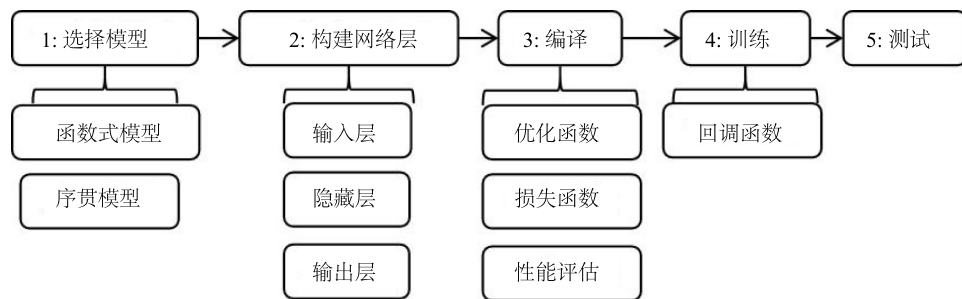 1: 选择模型
2: 构建网络层
3: 编译
4: 训练
5: 测试
函数式模型
输入层
优化函数
回调函数
序贯模型
隐藏层
损失函数
输出层
性能评估